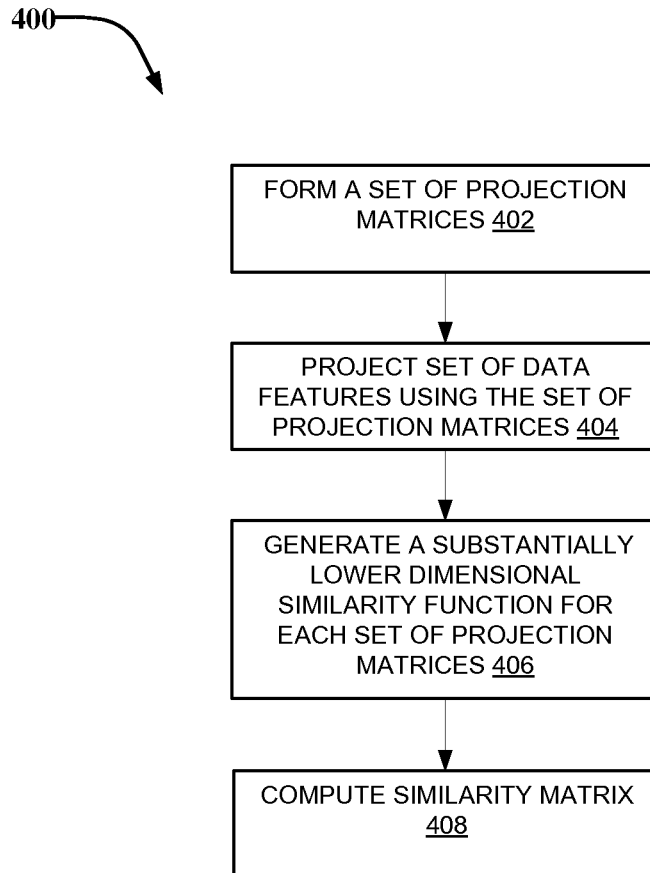 400
FORM A SET OF PROJECTION
MATRICES 402
PROJECT SET OF DATA
FEATURES USING THE SET OF
PROJECTION MATRICES 404
GENERATE A SUBSTANTIALLY
LOWER DIMENSIONAL
SIMILARITY FUNCTION FOR
EACH SET OF PROJECTION
MATRICES 406
COMPUTE SIMILARITY MATRIX
408